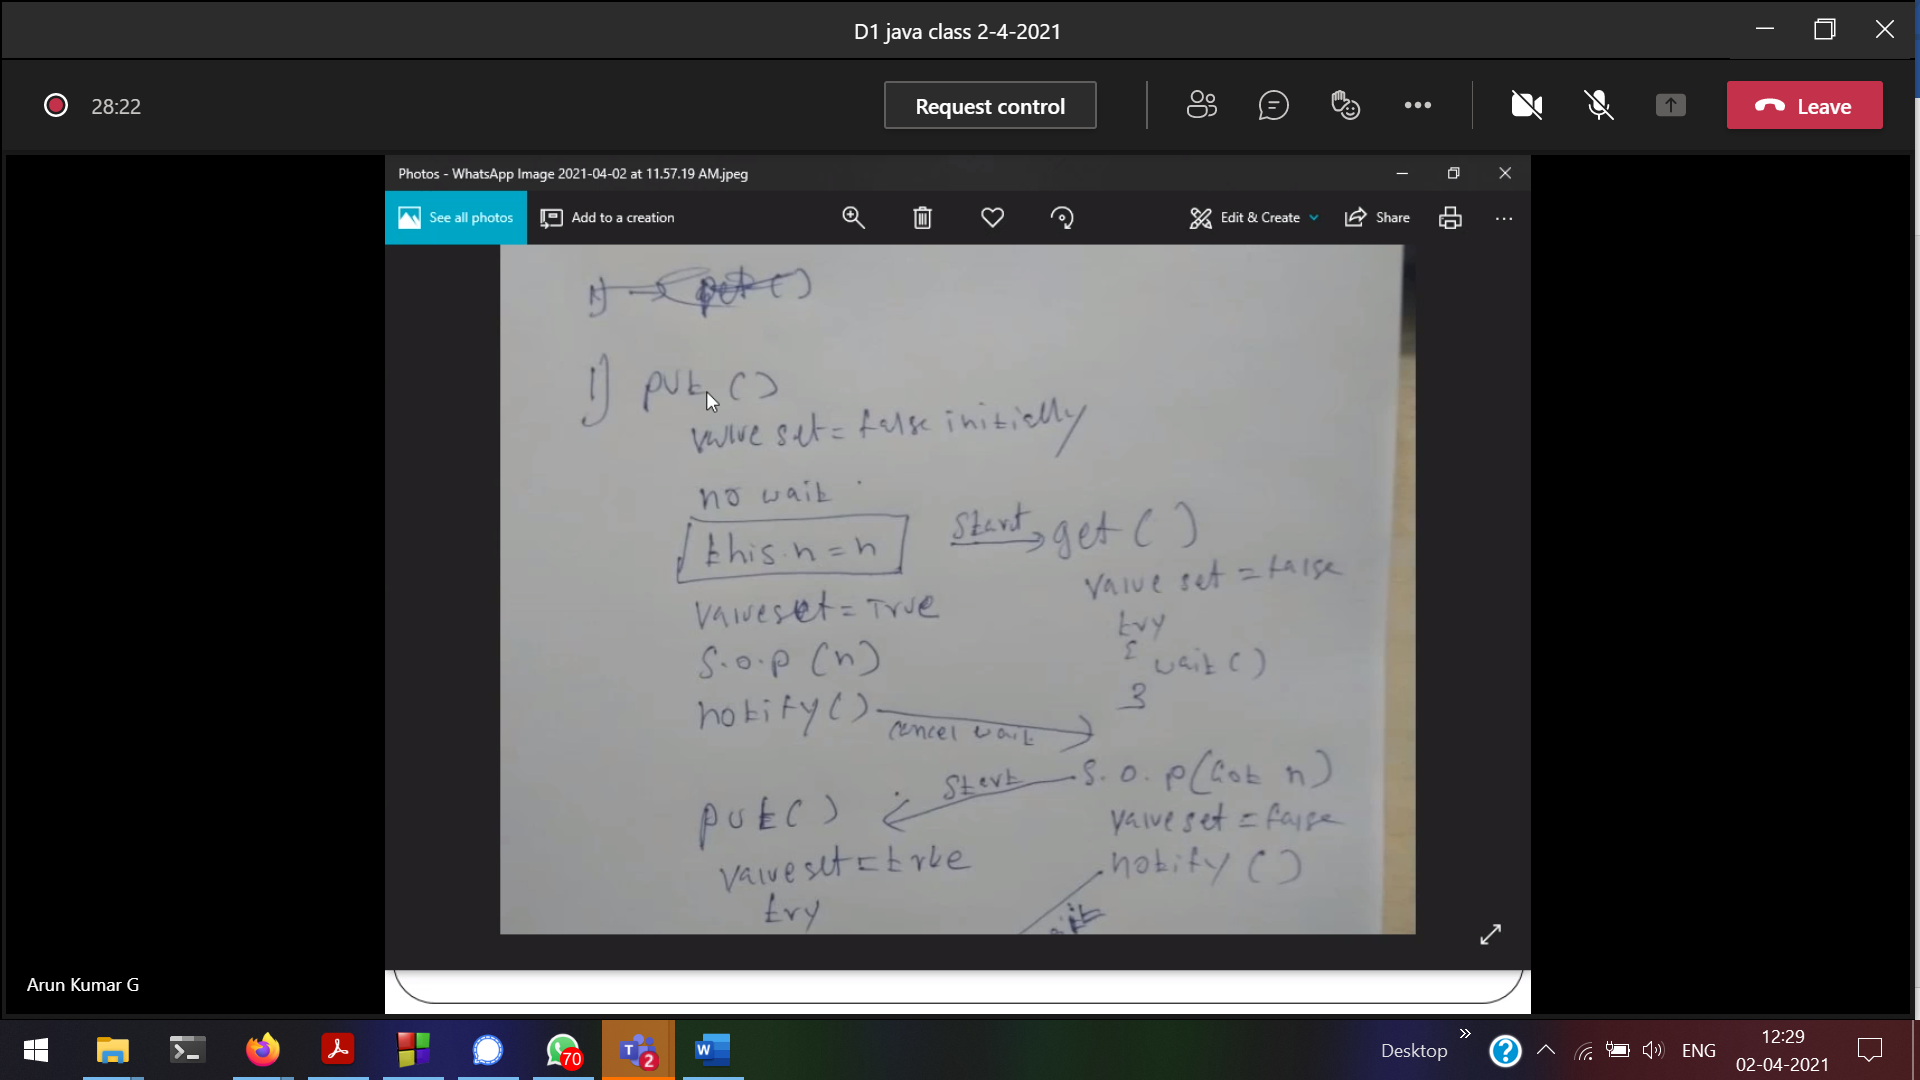 D1 java class 2-4-2021
28:22
Request control
Leave
Photos - WhatsApp Image 2021-04-02 at 11.57.19 AM.jpeg
See all photos
Add to a creation
Edit & Create
Share
1)
1) put ()
value set = false initially
no wait
this.n = n
valueset = True
S.o.p (n)
notify()
cancel wait
start
get ( )
value set = false
try
{
wait ( )
}
S. o. p(Got n)
start
value set = false
notify ( )
put( )
value set = true
try
Arun Kumar G
70
2
Desktop
ENG
12:29
02-04-2021